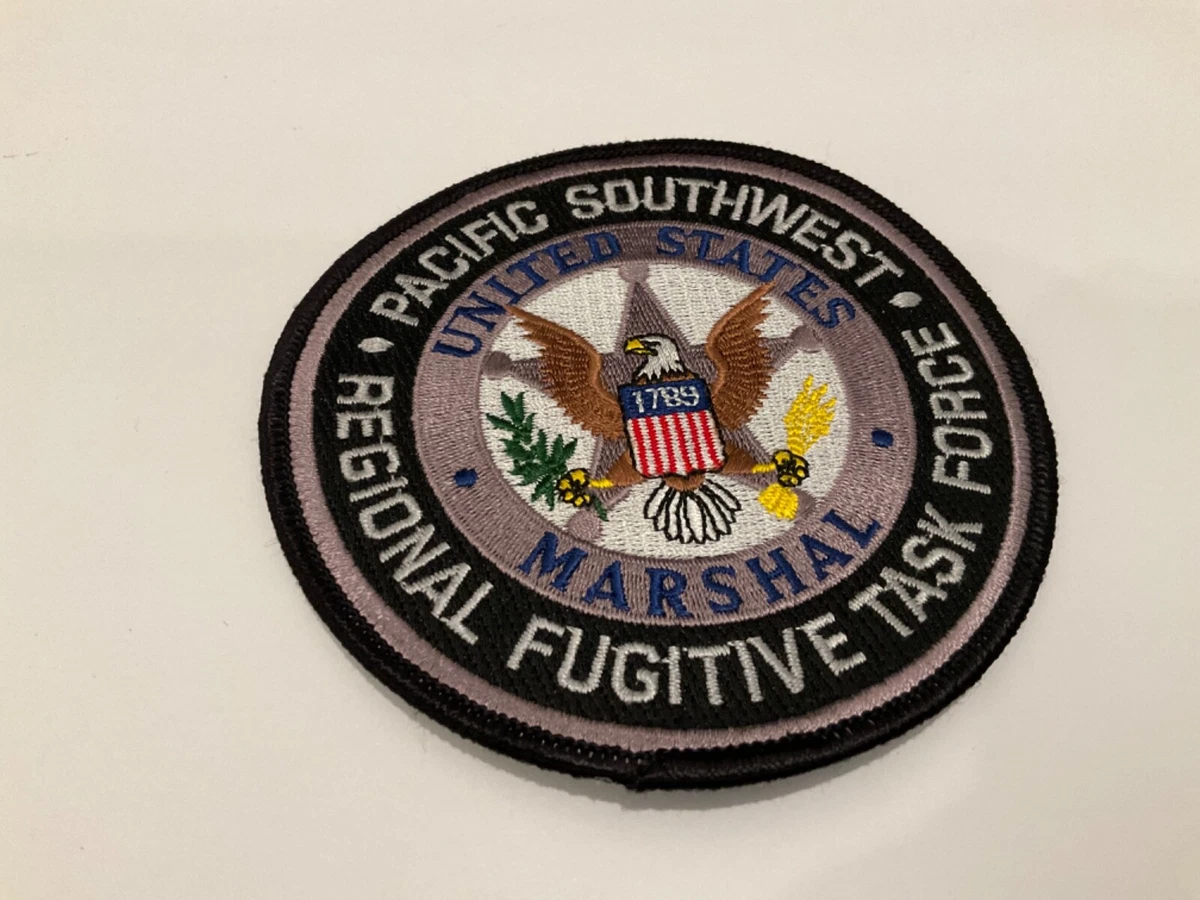 PACIFIC SOUTHWEST
REGIONAL FUGITIVE TASK FORCE
UNITED STATES
MARSHAL
1789